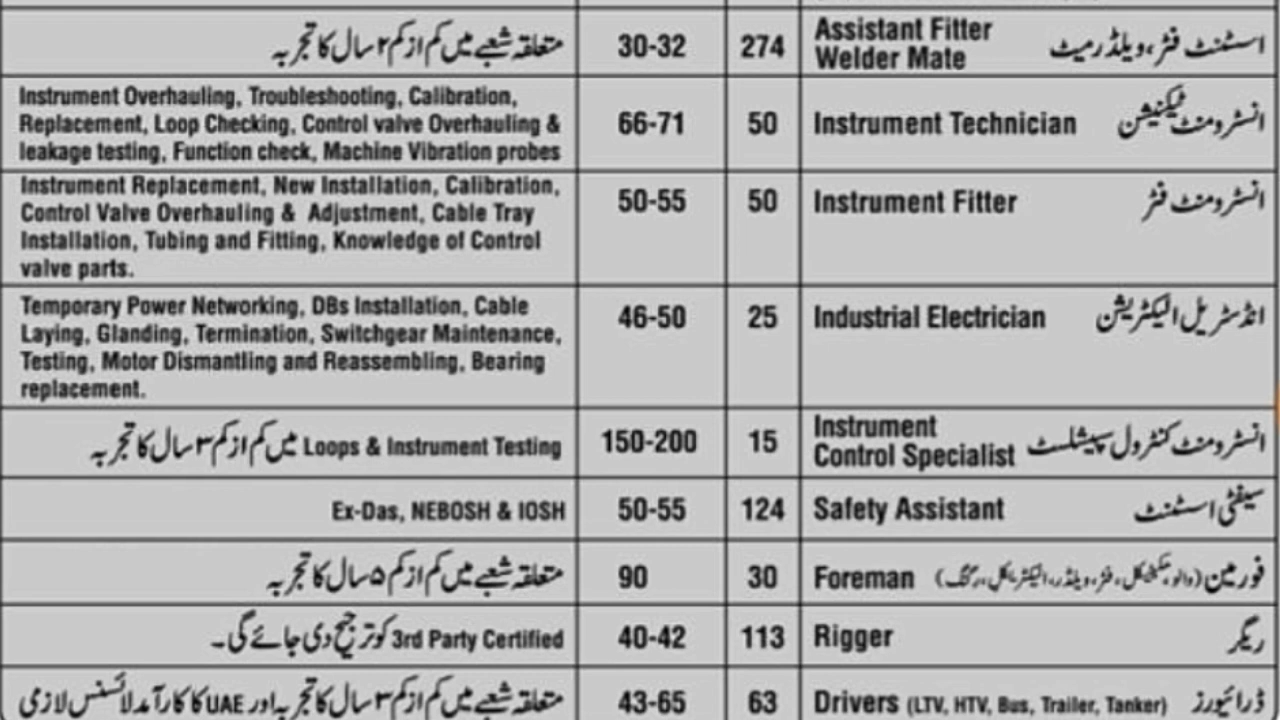 متعلقہ شعبے میں کم از کم ۲ سال کا تجربہ
30-32
274
Assistant Fitter
Welder Mate
اسسٹنٹ فٹر، ویلڈر میٹ
Instrument Overhauling, Troubleshooting, Calibration,
Replacement, Loop Checking, Control valve Overhauling &
leakage testing, Function check, Machine Vibration probes
66-71
50
Instrument Technician
انسٹرومنٹ ٹیکنیشن
Instrument Replacement, New Installation, Calibration,
Control Valve Overhauling & Adjustment, Cable Tray
Installation, Tubing and Fitting, Knowledge of Control
valve parts.
50-55
50
Instrument Fitter
انسٹرومنٹ فٹر
Temporary Power Networking, DBs Installation, Cable
Laying, Glanding, Termination, Switchgear Maintenance,
Testing, Motor Dismantling and Reassembling, Bearing
replacement.
46-50
25
Industrial Electrician
انڈسٹریل الیکٹریشن
Loops & Instrument Testing میں کم از کم ۳ سال کا تجربہ
150-200
15
Instrument
Control Specialist
انسٹرومنٹ کنٹرول سپیشلسٹ
Ex-Das, NEBOSH & IOSH
50-55
124
Safety Assistant
سیفٹی اسسٹنٹ
متعلقہ شعبے میں کم از کم ۵ سال کا تجربہ
90
30
Foreman
فورمین (والو، مکینیکل، فٹر، ویلڈر، الیکٹریکل، رگنگ)
3rd Party Certified کو ترجیح دی جائے گی۔
40-42
113
Rigger
ریگر
متعلقہ شعبے میں کم از کم ۳ سال کا تجربہ اور UAE کا کارآمد لائسنس لازمی
43-65
63
Drivers (LTV, HTV, Bus, Trailer, Tanker)
ڈرائیورز